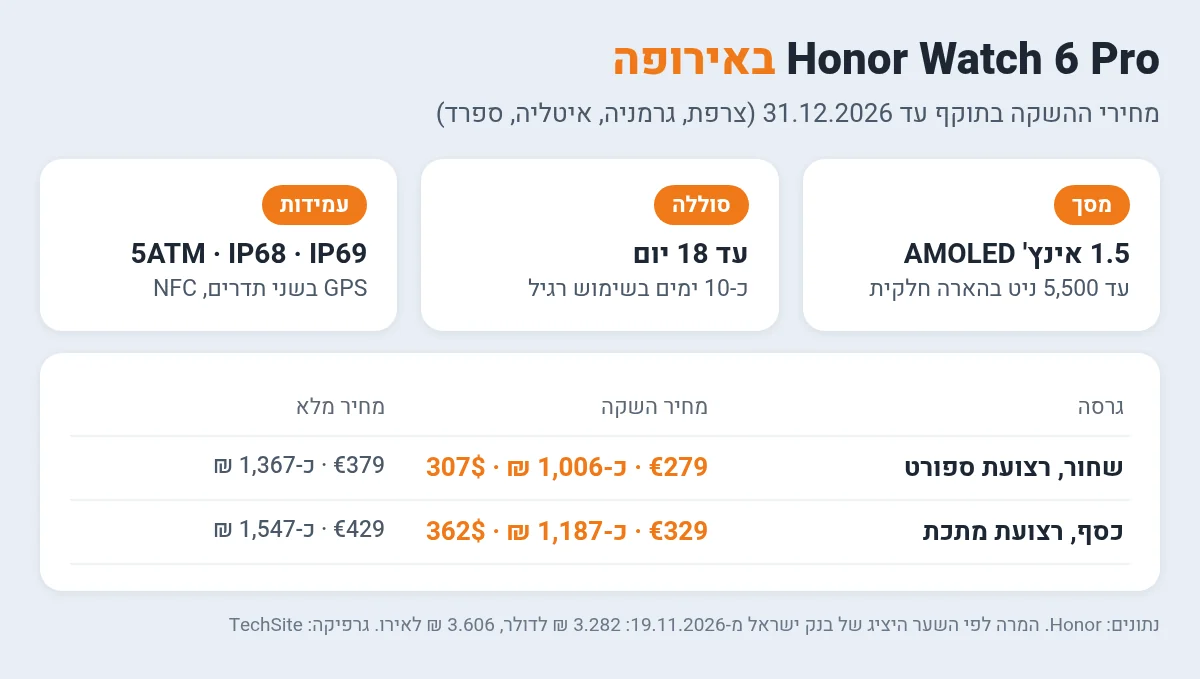 Honor Watch 6 Pro באירופה
מחירי ההשקה בתוקף עד 31.12.2026 (צרפת, גרמניה, איטליה, ספרד)
מסך
1.5 אינץ' AMOLED
עד 5,500 ניט בהארה חלקית
סוללה
עד 18 יום
כ-10 ימים בשימוש רגיל
עמידות
5ATM · IP68 · IP69
GPS בשני תדרים, NFC
גרסה מחיר השקה מחיר מלא
שחור, רצועת ספורט €279 · כ-1,006 ₪ · $307 €379 · כ-1,367 ₪
כסף, רצועת מתכת €329 · כ-1,187 ₪ · $362 €429 · כ-1,547 ₪
נתונים: Honor. המרה לפי השער היציג של בנק ישראל מ-19.11.2026: 3.282 ₪ לדולר, 3.606 ₪ לאירו. גרפיקה: TechSite